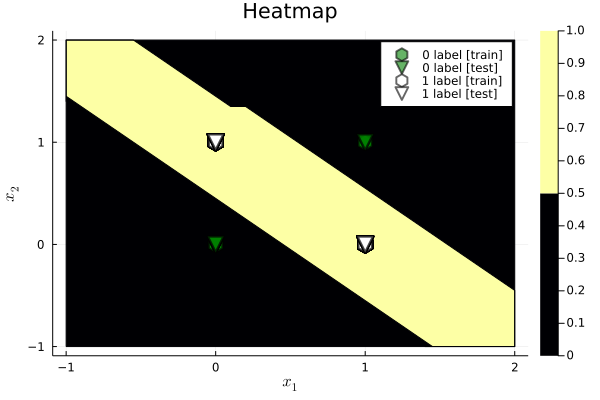 Heatmap
0 label [train]
0 label [test]
1 label [train]
1 label [test]
2
1
0
−1
x₂
−1 0 1 2
x₁
1.0
0.9
0.8
0.7
0.6
0.5
0.4
0.3
0.2
0.1
0